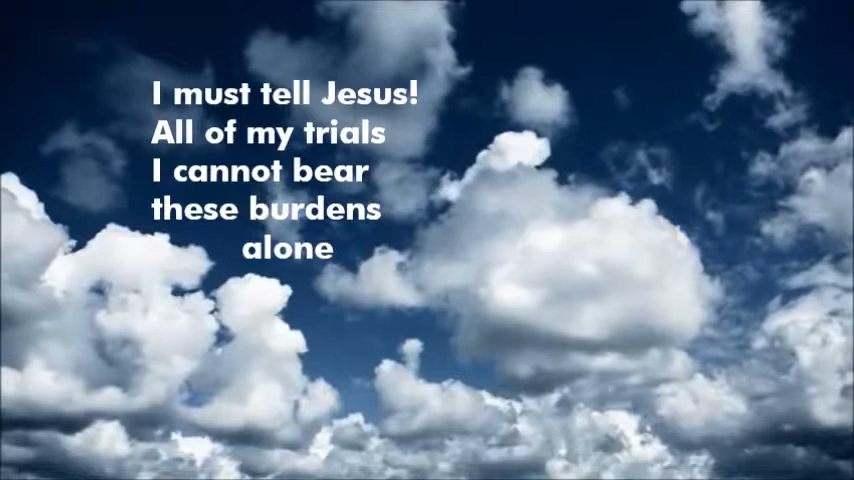 I must tell Jesus!
All of my trials
I cannot bear
these burdens
alone